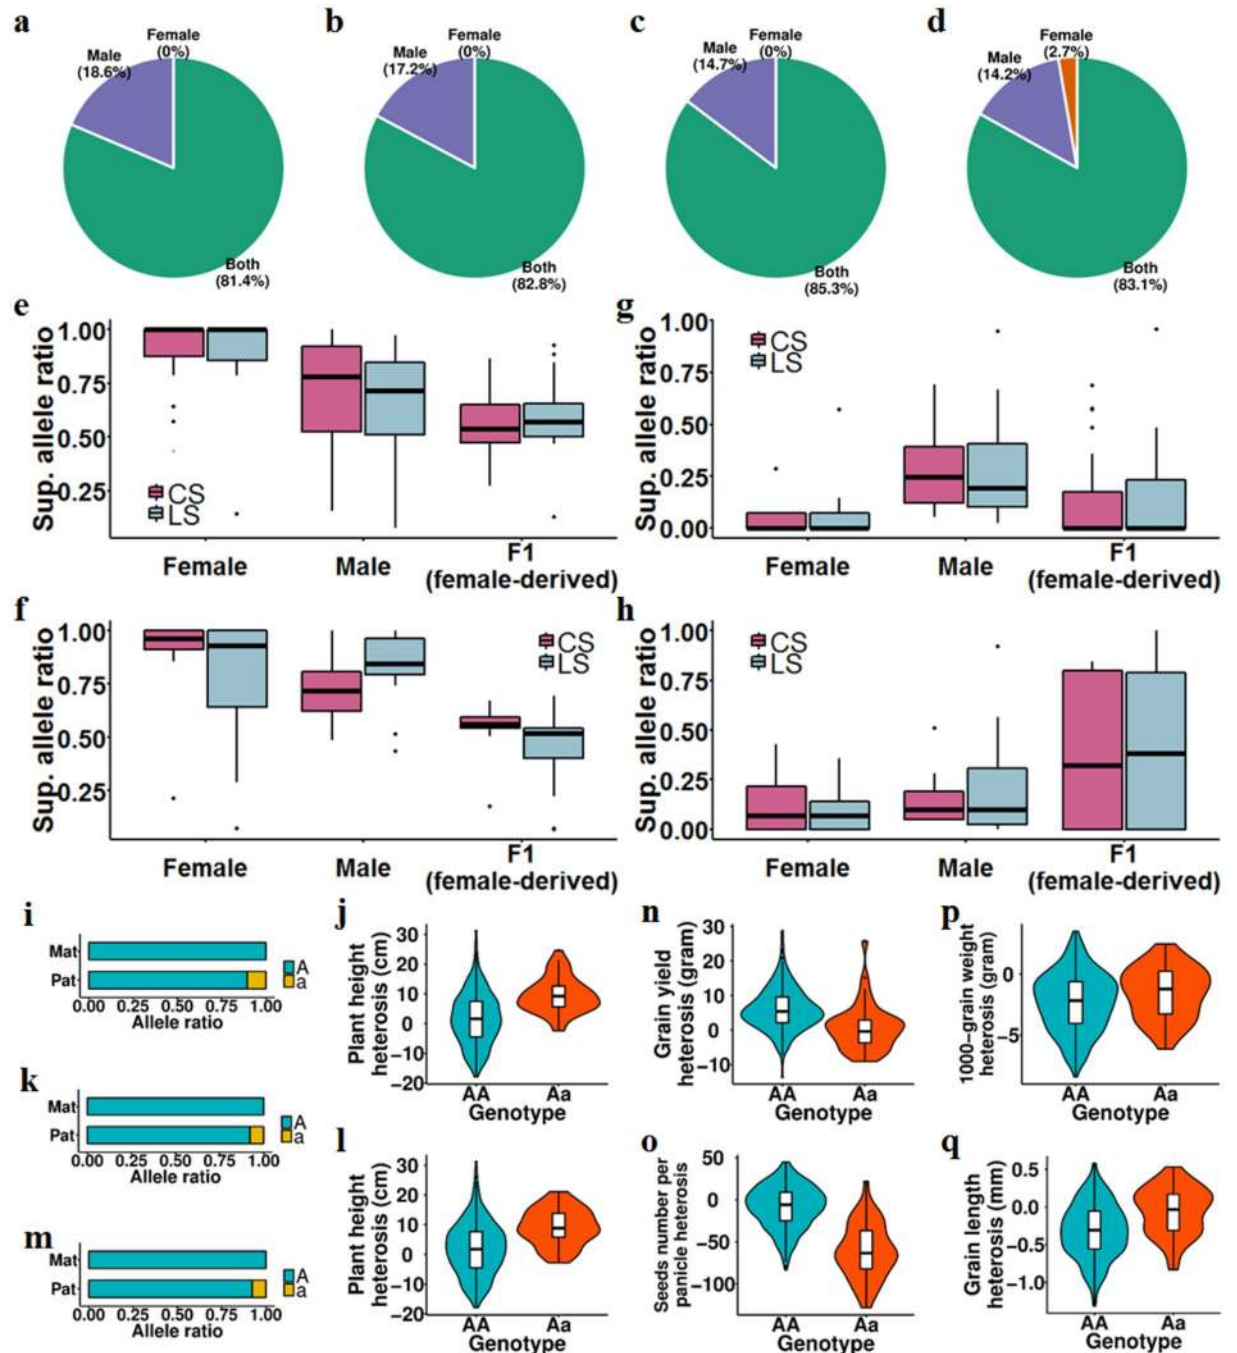 a
Female
(0%)
Male
(18.6%)
Both
(81.4%)
b
Female
(0%)
Male
(17.2%)
Both
(82.8%)
c
Female
(0%)
Male
(14.7%)
Both
(85.3%)
d
Female
(2.7%)
Male
(14.2%)
Both
(83.1%)
e
Sup. allele ratio
1.00
0.75
0.50
0.25
CS
LS
Female
Male
F1
(female-derived)
g
Sup. allele ratio
1.00
0.75
0.50
0.25
0.00
CS
LS
Female
Male
F1
(female-derived)
f
Sup. allele ratio
1.00
0.75
0.50
0.25
CS
LS
Female
Male
F1
(female-derived)
h
Sup. allele ratio
1.00
0.75
0.50
0.25
0.00
CS
LS
Female
Male
F1
(female-derived)
i
Mat
Pat
A
a
0.00 0.25 0.50 0.75 1.00
Allele ratio
j
Plant height
heterosis (cm)
30
20
10
0
−10
−20
AA Aa
Genotype
n
Grain yield
heterosis (gram)
30
20
10
0
−10
AA Aa
Genotype
p
1000−grain weight
heterosis (gram)
0
−5
AA Aa
Genotype
k
Mat
Pat
A
a
0.00 0.25 0.50 0.75 1.00
Allele ratio
l
Plant height
heterosis (cm)
30
20
10
0
−10
−20
AA Aa
Genotype
o
Seeds number per
panicle heterosis
50
0
−50
−100
AA Aa
Genotype
q
Grain length
heterosis (mm)
0.5
0.0
−0.5
−1.0
AA Aa
Genotype
m
Mat
Pat
A
a
0.00 0.25 0.50 0.75 1.00
Allele ratio